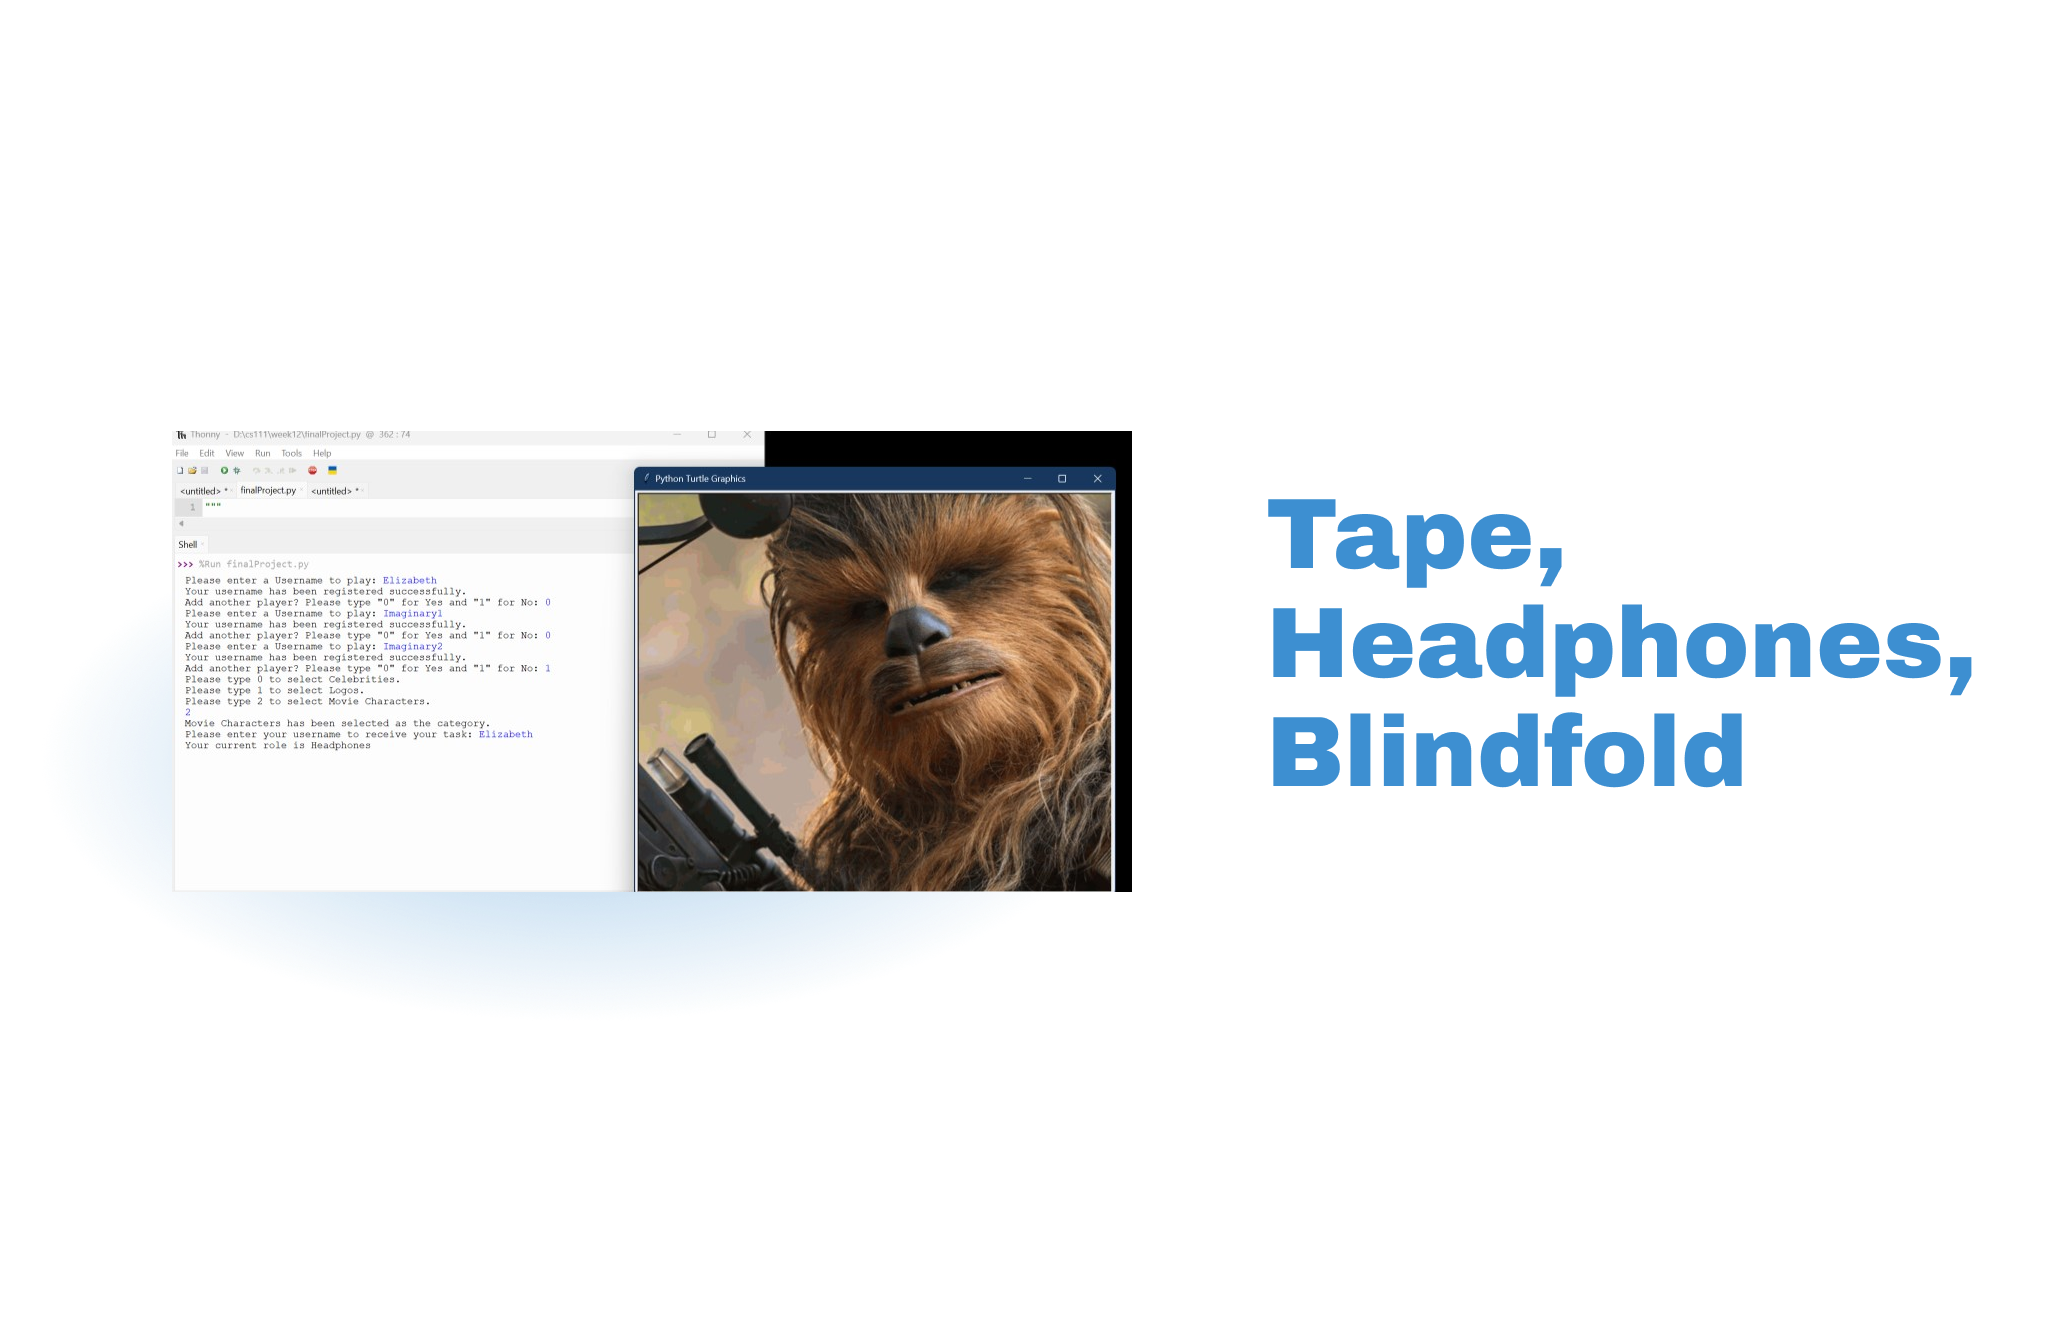 Thonny - D:\cs111\week12\finalProject.py @ 362 : 74
File Edit View Run Tools Help
<untitled> * finalProject.py <untitled> *
1 """
Shell
>>> %Run finalProject.py
Please enter a Username to play: Elizabeth
Your username has been registered successfully.
Add another player? Please type "0" for Yes and "1" for No: 0
Please enter a Username to play: Imaginary1
Your username has been registered successfully.
Add another player? Please type "0" for Yes and "1" for No: 0
Please enter a Username to play: Imaginary2
Your username has been registered successfully.
Add another player? Please type "0" for Yes and "1" for No: 1
Please type 0 to select Celebrities.
Please type 1 to select Logos.
Please type 2 to select Movie Characters.
2
Movie Characters has been selected as the category.
Please enter your username to receive your task: Elizabeth
Your current role is Headphones
Python Turtle Graphics
Tape,
Headphones,
Blindfold